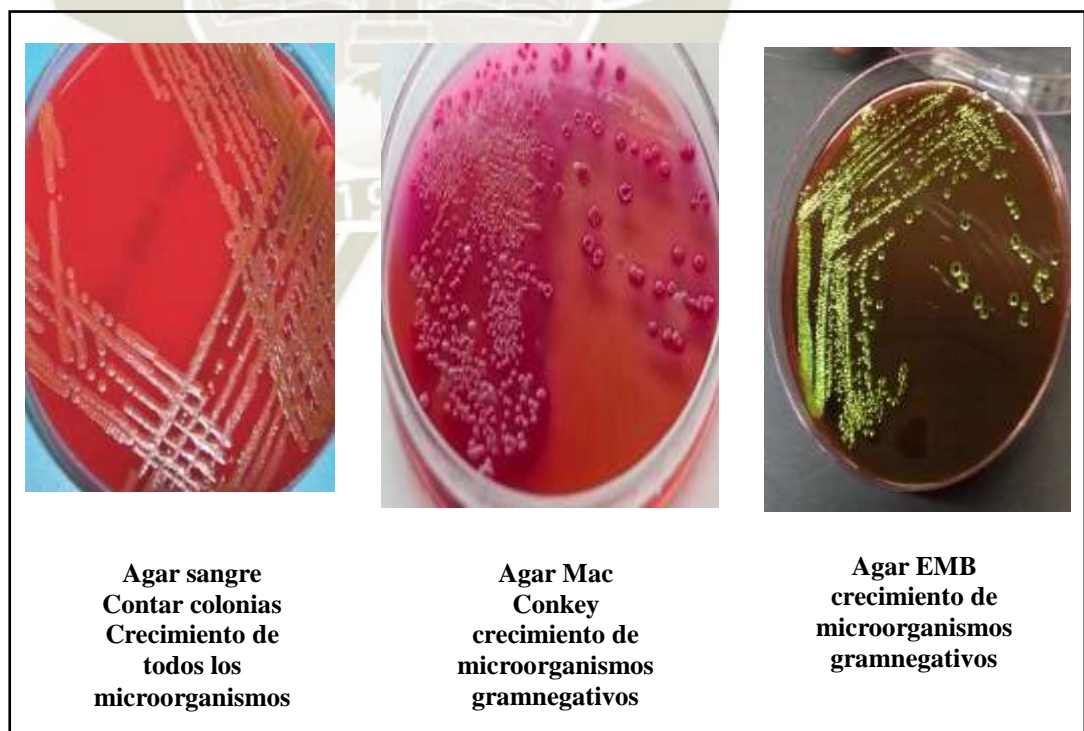 Agar sangre
Contar colonias
Crecimiento de
todos los
microorganismos
Agar Mac
Conkey
crecimiento de
microorganismos
gramnegativos
Agar EMB
crecimiento de
microorganismos
gramnegativos